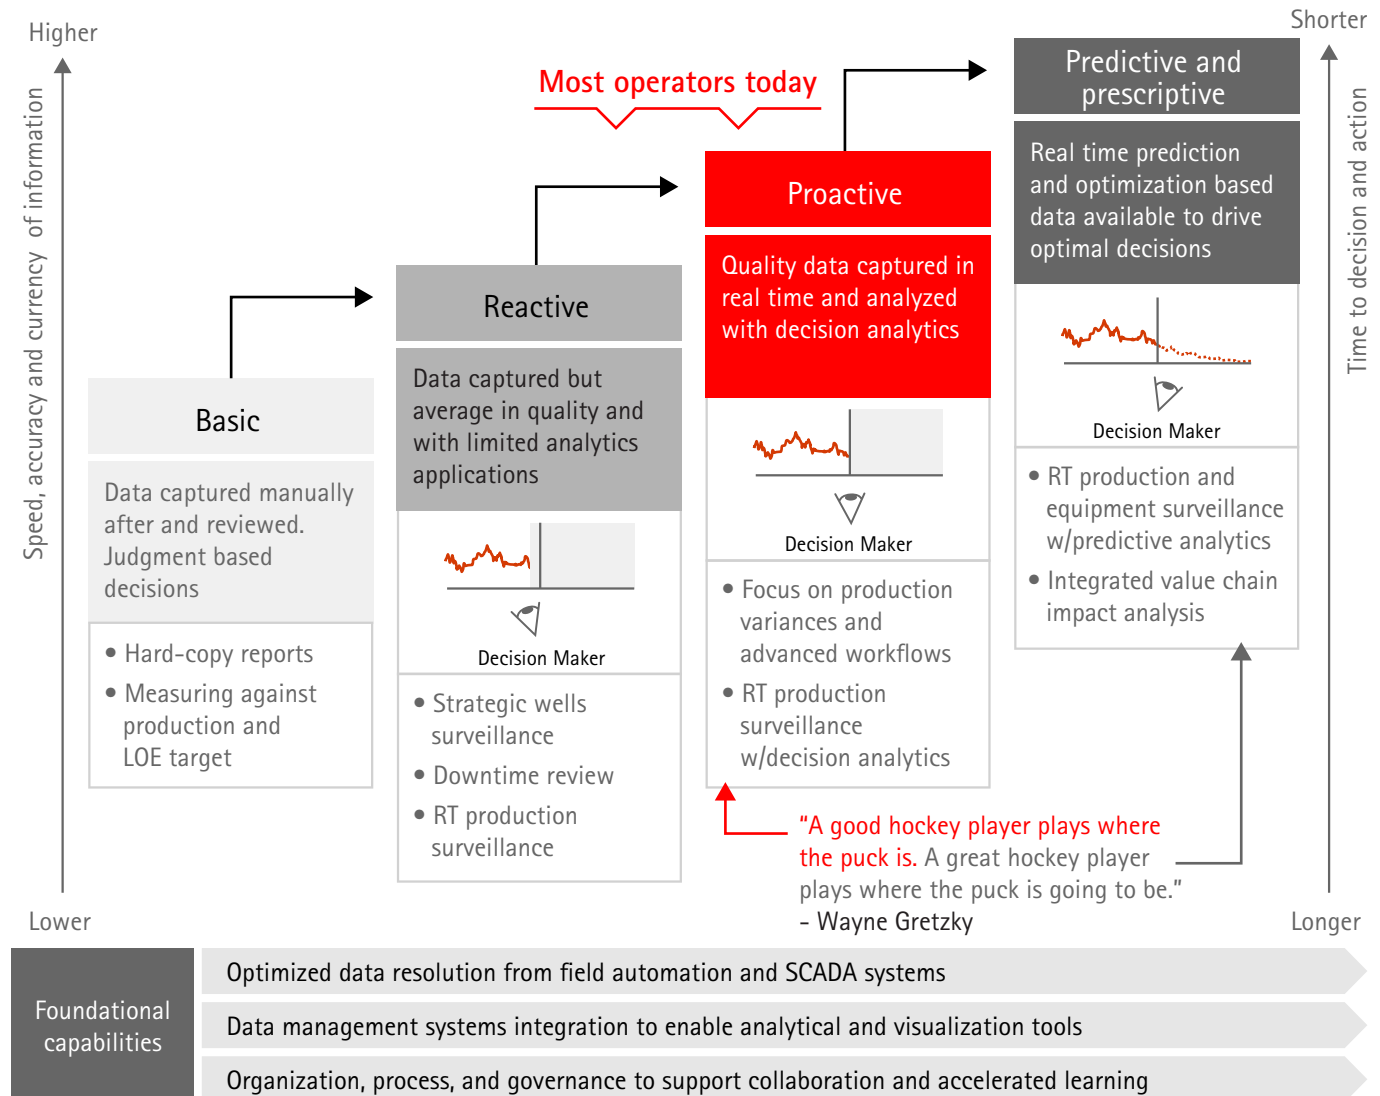 Higher
Shorter
Speed, accuracy and currency of information
Time to decision and action
Most operators today
Basic
Data captured manually
after and reviewed.
Judgment based
decisions
• Hard-copy reports
• Measuring against
production and
LOE target
Reactive
Data captured but
average in quality and
with limited analytics
applications
Decision Maker
• Strategic wells
surveillance
• Downtime review
• RT production
surveillance
Proactive
Quality data captured in
real time and analyzed
with decision analytics
Decision Maker
• Focus on production
variances and
advanced workflows
• RT production
surveillance
w/decision analytics
Predictive and
prescriptive
Real time prediction
and optimization based
data available to drive
optimal decisions
Decision Maker
• RT production and
equipment surveillance
w/predictive analytics
• Integrated value chain
impact analysis
"A good hockey player plays where
the puck is. A great hockey player
plays where the puck is going to be."
- Wayne Gretzky
Lower
Longer
Foundational
capabilities
Optimized data resolution from field automation and SCADA systems
Data management systems integration to enable analytical and visualization tools
Organization, process, and governance to support collaboration and accelerated learning